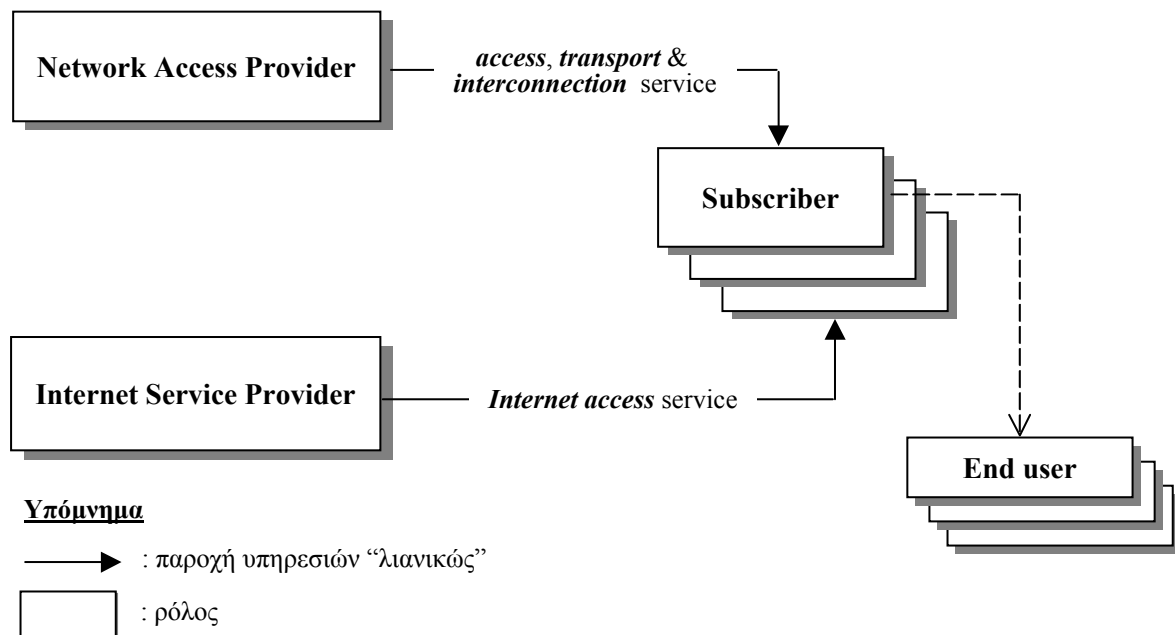 Network Access Provider
access, transport &
interconnection service
Subscriber
Internet Service Provider
Internet access service
End user
Υπόμνημα
: παροχή υπηρεσιών “λιανικώς”
: ρόλος